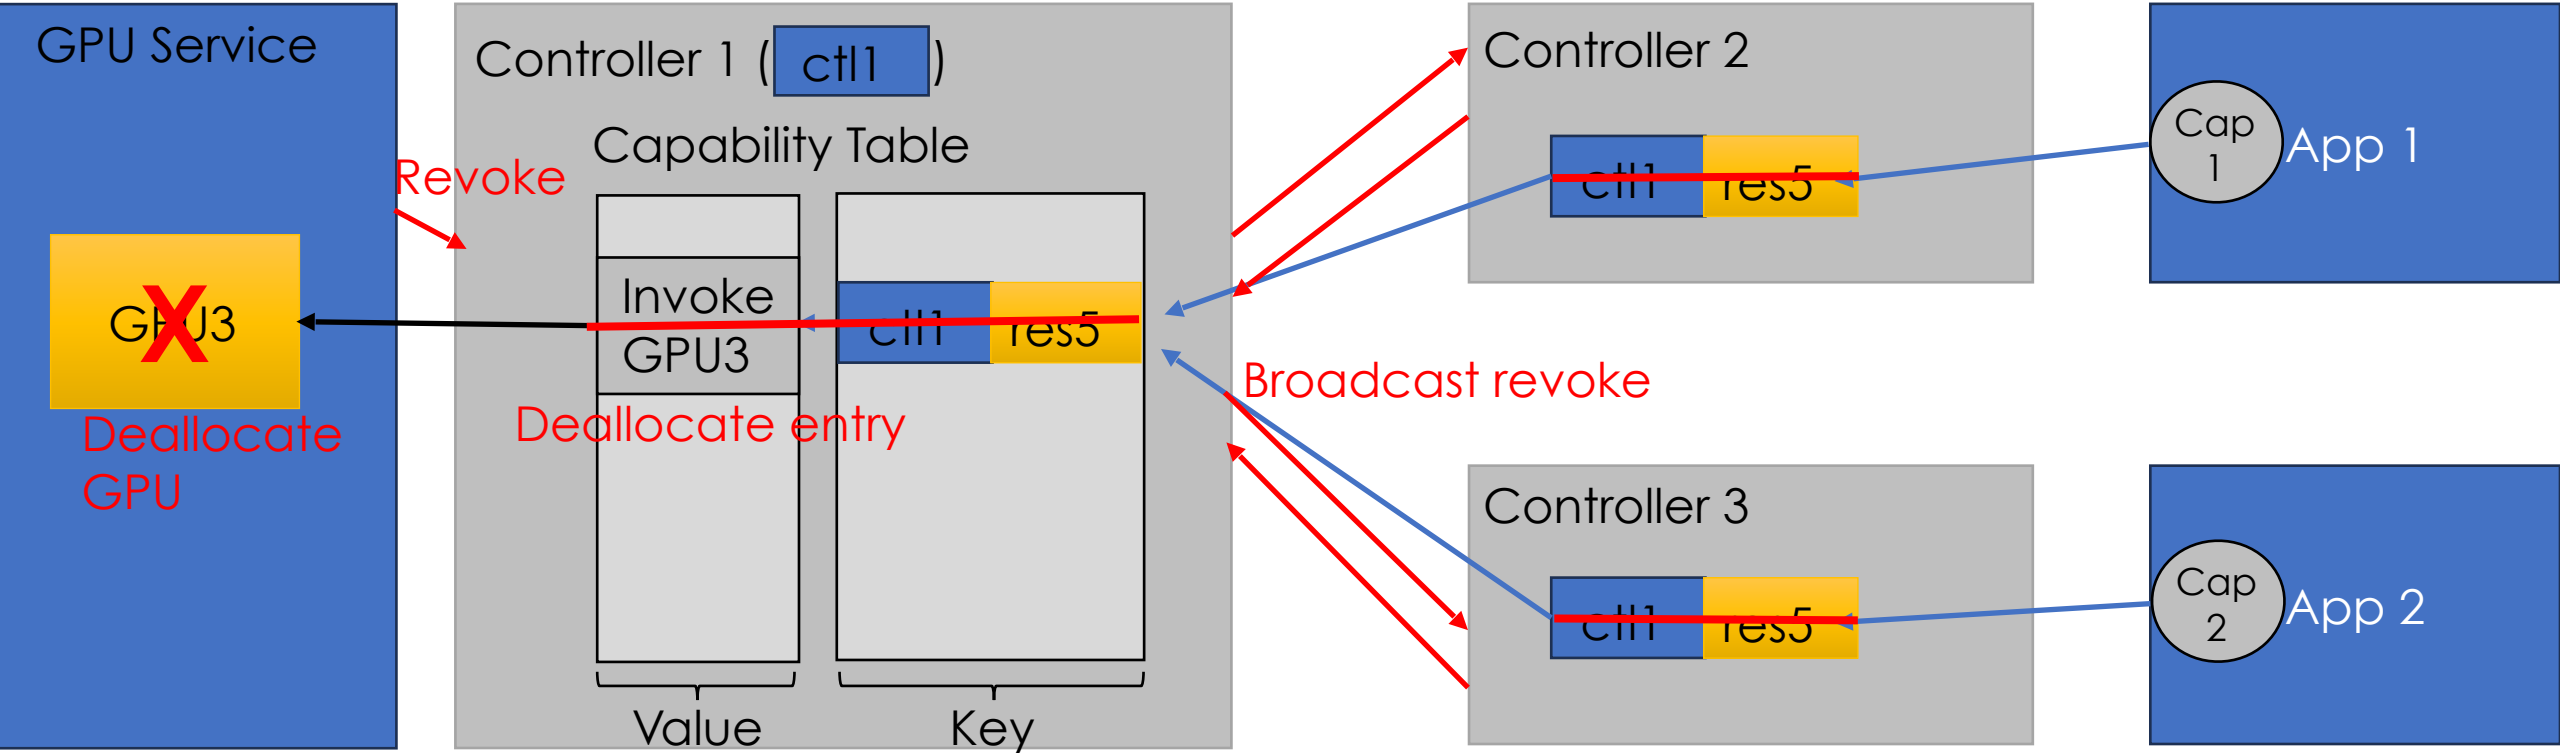 GPU Service
GPU3
X
Deallocate
GPU
Revoke
Controller 1 ( ctl1 )
Capability Table
Invoke
GPU3
ctl1 res5
Deallocate entry
Value
Key
Broadcast revoke
Controller 2
ctl1 res5
Cap
1
App 1
Controller 3
ctl1 res5
Cap
2
App 2